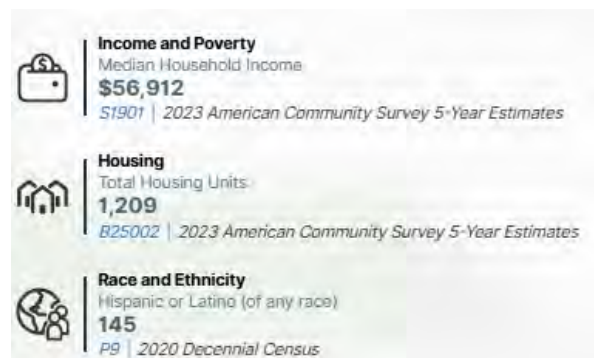 Income and Poverty
Median Household Income
$56,912
S1901 | 2023 American Community Survey 5-Year Estimates
Housing
Total Housing Units
1,209
B25002 | 2023 American Community Survey 5-Year Estimates
Race and Ethnicity
Hispanic or Latino (of any race)
145
P9 | 2020 Decennial Census